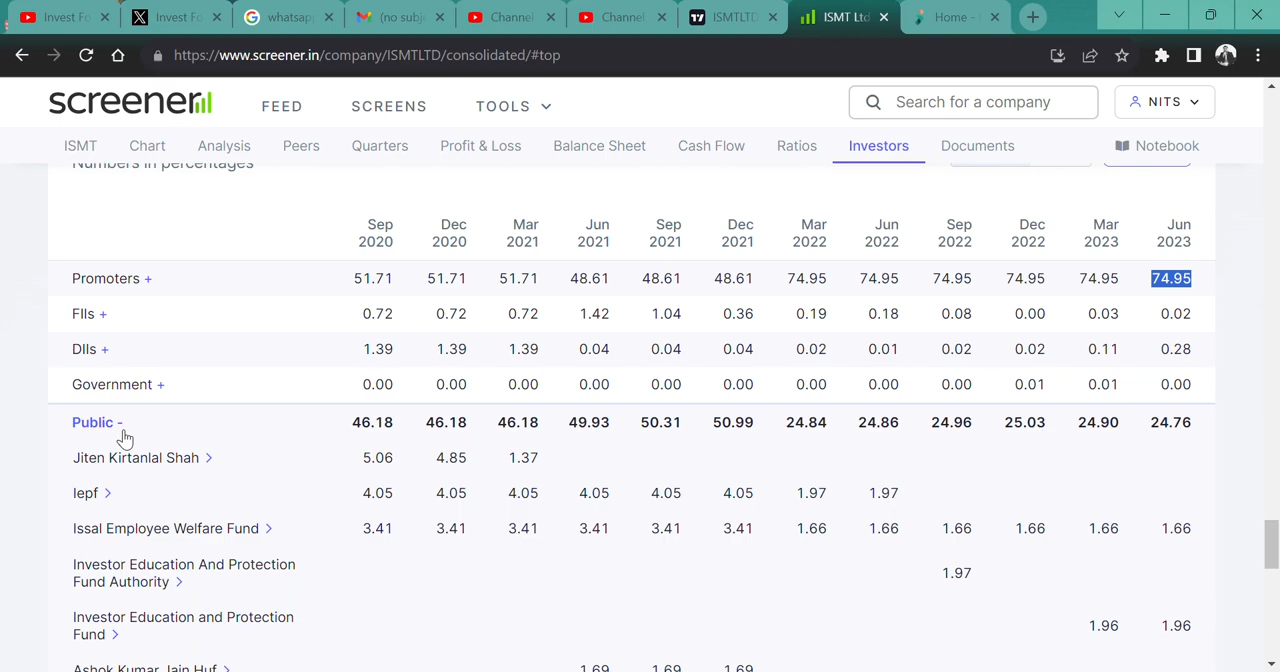 Invest Fo
Invest Fo
whatsap
(no subj
Channel
Channel
ISMTLTD
ISMT Ltd
Home -
https://www.screener.in/company/ISMTLTD/consolidated/#top
screener
FEED
SCREENS
TOOLS
Search for a company
NITS
ISMT
Chart
Analysis
Peers
Quarters
Profit & Loss
Balance Sheet
Cash Flow
Ratios
Investors
Documents
Notebook
Numbers in percentages
Sep 2020 Dec 2020 Mar 2021 Jun 2021 Sep 2021 Dec 2021 Mar 2022 Jun 2022 Sep 2022 Dec 2022 Mar 2023 Jun 2023
Promoters + 51.71 51.71 51.71 48.61 48.61 48.61 74.95 74.95 74.95 74.95 74.95 74.95
FIIs + 0.72 0.72 0.72 1.42 1.04 0.36 0.19 0.18 0.08 0.00 0.03 0.02
DIIs + 1.39 1.39 1.39 0.04 0.04 0.04 0.02 0.01 0.02 0.02 0.11 0.28
Government + 0.00 0.00 0.00 0.00 0.00 0.00 0.00 0.00 0.00 0.01 0.01 0.00
Public - 46.18 46.18 46.18 49.93 50.31 50.99 24.84 24.86 24.96 25.03 24.90 24.76
Jiten Kirtanlal Shah > 5.06 4.85 1.37
Iepf > 4.05 4.05 4.05 4.05 4.05 4.05 1.97 1.97
Issal Employee Welfare Fund > 3.41 3.41 3.41 3.41 3.41 3.41 1.66 1.66 1.66 1.66 1.66 1.66
Investor Education And Protection
Fund Authority > 1.97
Investor Education and Protection
Fund > 1.96 1.96
Ashok Kumar Jain Huf > 1.69 1.69 1.69